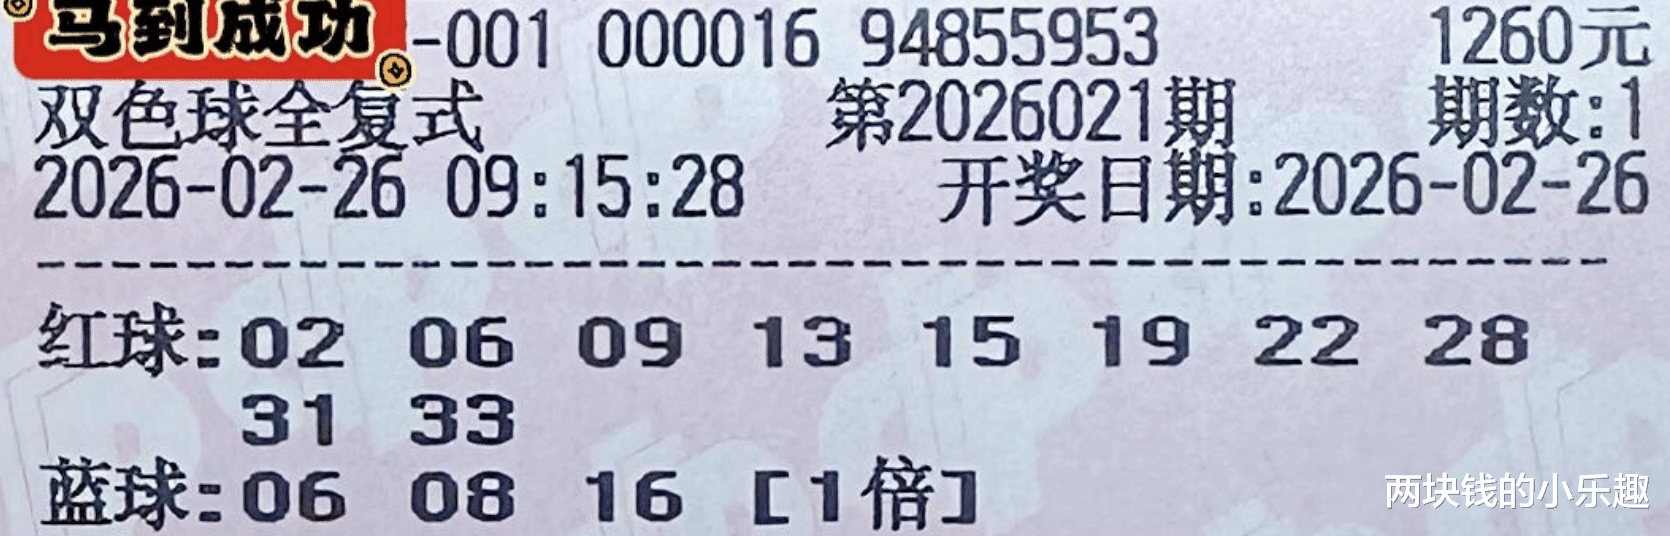 马到成功
-001 000016 94855953 1260元
双色球全复式 第2026021期 期数:1
2026-02-26 09:15:28 开奖日期:2026-02-26
--------------------------------------------
红球:02 06 09 13 15 19 22 28
31 33
蓝球:06 08 16 [1倍]
两块钱的小乐趣